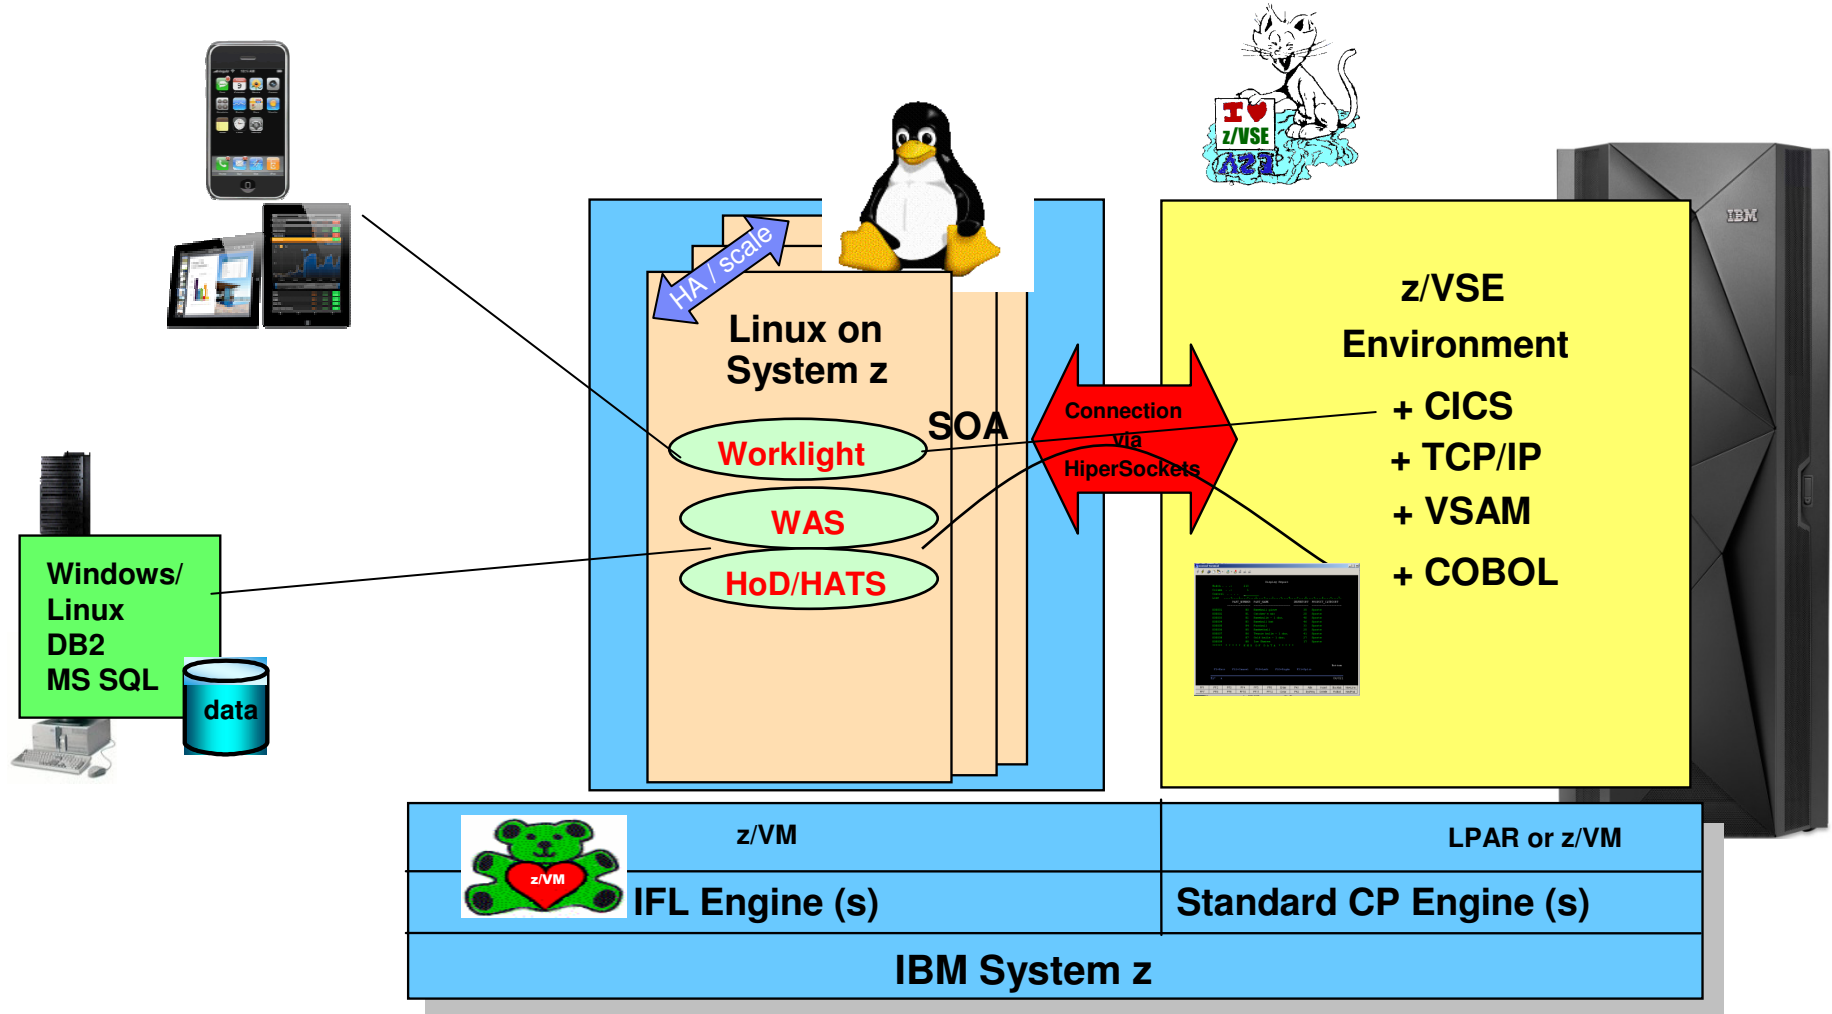 I ♥
z/VSE
VSE
IBM
HA / scale
Linux on
System z
Worklight
WAS
HoD/HATS
SOA
Connection
via
HiperSockets
z/VSE
Environment
+ CICS
+ TCP/IP
+ VSAM
+ COBOL
Windows/
Linux
DB2
MS SQL
data
z/VM
z/VM
LPAR or z/VM
IFL Engine (s)
Standard CP Engine (s)
IBM System z